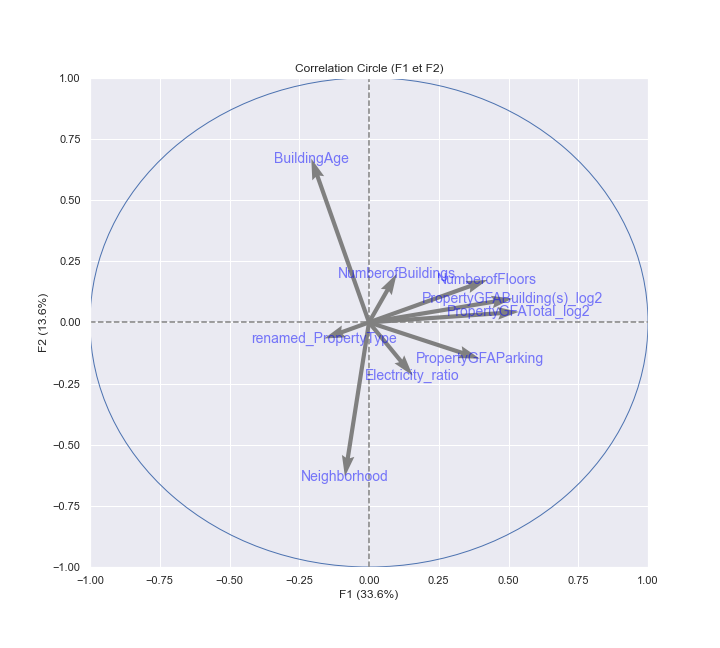 Correlation Circle (F1 et F2)
1.00
0.75
0.50
0.25
0.00
−0.25
−0.50
−0.75
−1.00
F2 (13.6%)
BuildingAge
NumberofBuildings
NumberofFloors
PropertyGFABuilding(s)_log2
PropertyGFATotal_log2
renamed_PropertyType
PropertyGFAParking
Electricity_ratio
Neighborhood
−1.00 −0.75 −0.50 −0.25 0.00 0.25 0.50 0.75 1.00
F1 (33.6%)